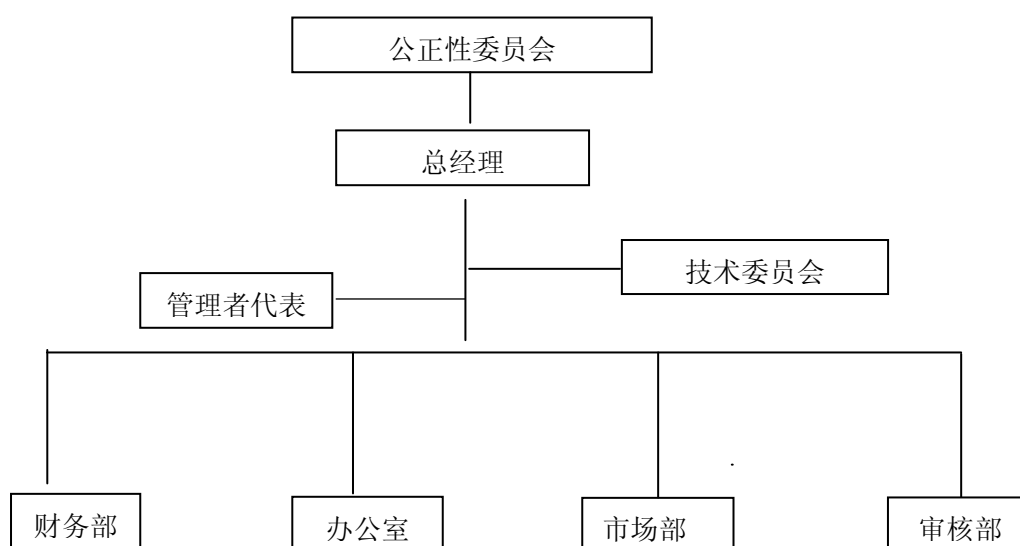 公正性委员会
总经理
技术委员会
管理者代表
财务部
办公室
市场部
审核部